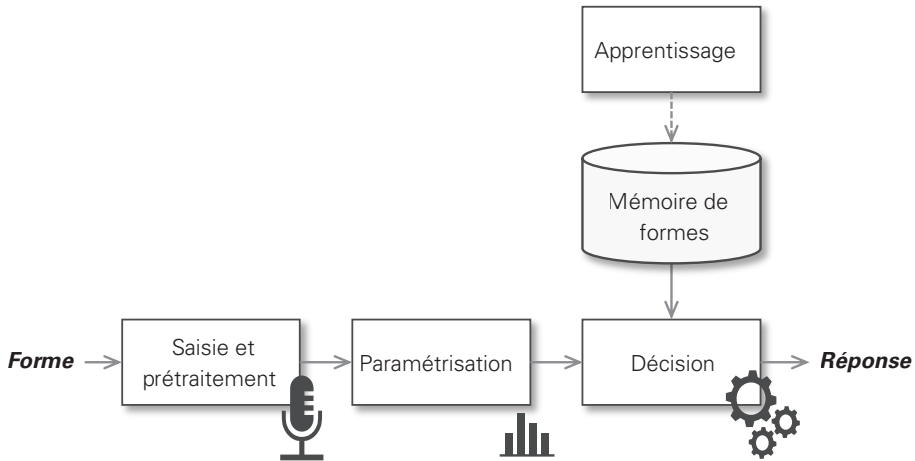 Apprentissage
Mémoire de
formes
Forme
Saisie et
prétraitement
Paramétrisation
Décision
Réponse